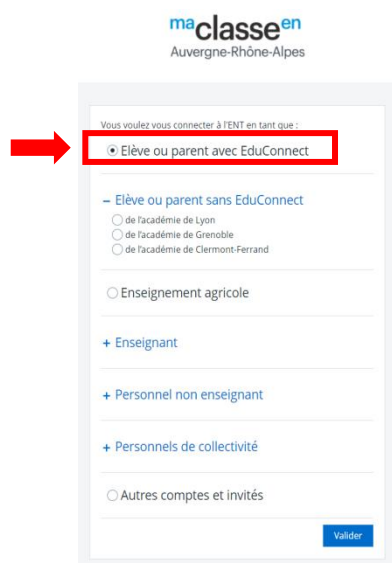 maclasseen
Auvergne-Rhône-Alpes
Vous voulez vous connecter à l'ENT en tant que :
Elève ou parent avec EduConnect
– Elève ou parent sans EduConnect
de l'académie de Lyon
de l'académie de Grenoble
de l'académie de Clermont-Ferrand
Enseignement agricole
+ Enseignant
+ Personnel non enseignant
+ Personnels de collectivité
Autres comptes et invités
Valider